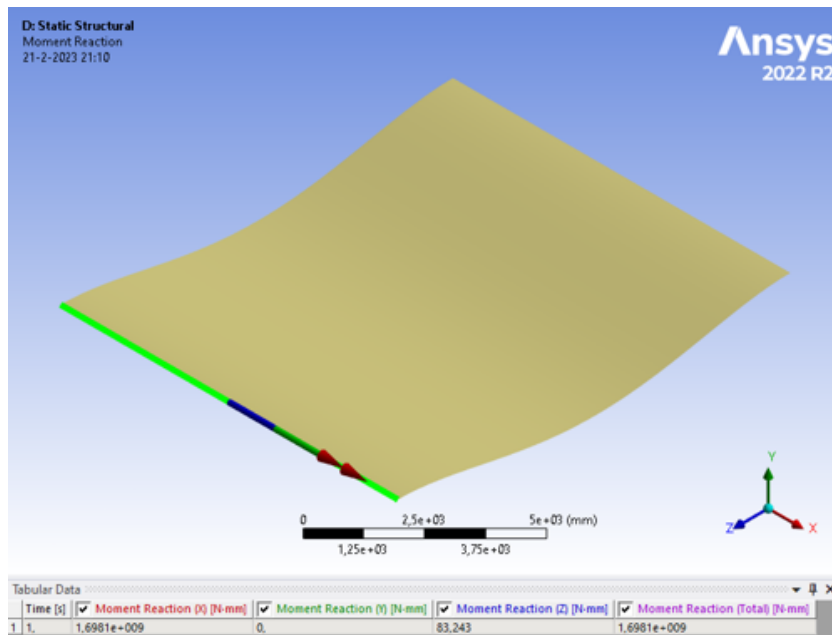 D: Static Structural
Moment Reaction
21-2-2023 21:10
Ansys
2022 R2
Y
Z
X
0
2,5e+03
5e+03 (mm)
1,25e+03
3,75e+03
Tabular Data
Time [s] Moment Reaction (X) [N·mm] Moment Reaction (Y) [N·mm] Moment Reaction (Z) [N·mm] Moment Reaction (Total) [N·mm]
1 1, 1,6981e+009 0, 83,243 1,6981e+009